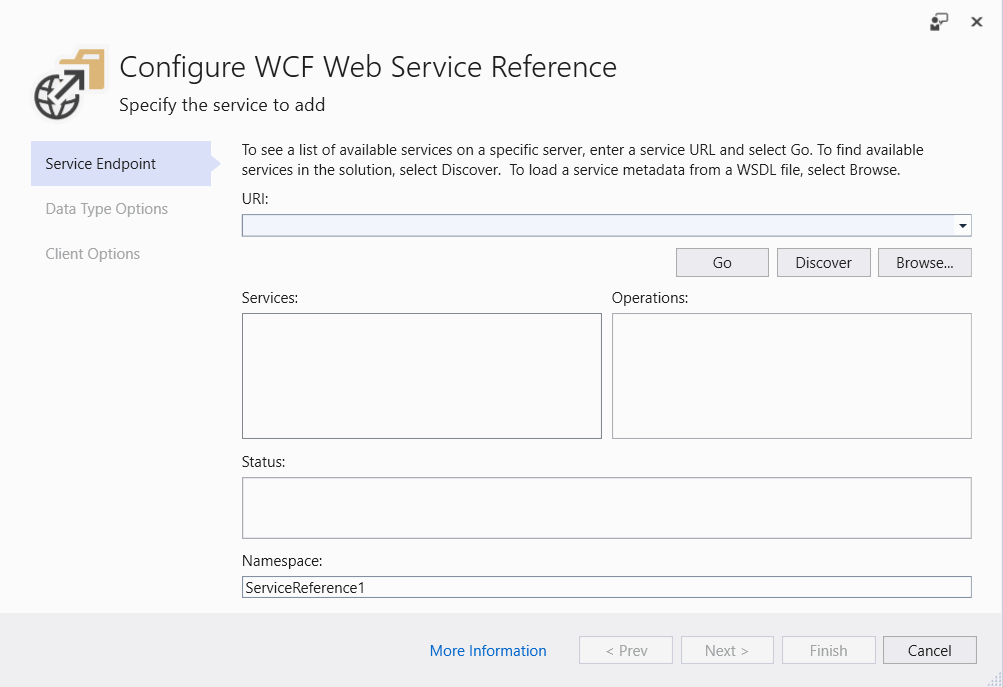 Configure WCF Web Service Reference
Specify the service to add
Service Endpoint
Data Type Options
Client Options
To see a list of available services on a specific server, enter a service URL and select Go. To find available
services in the solution, select Discover.  To load a service metadata from a WSDL file, select Browse.
URI:
Go
Discover
Browse...
Services:
Operations:
Status:
Namespace:
ServiceReference1
More Information
< Prev
Next >
Finish
Cancel